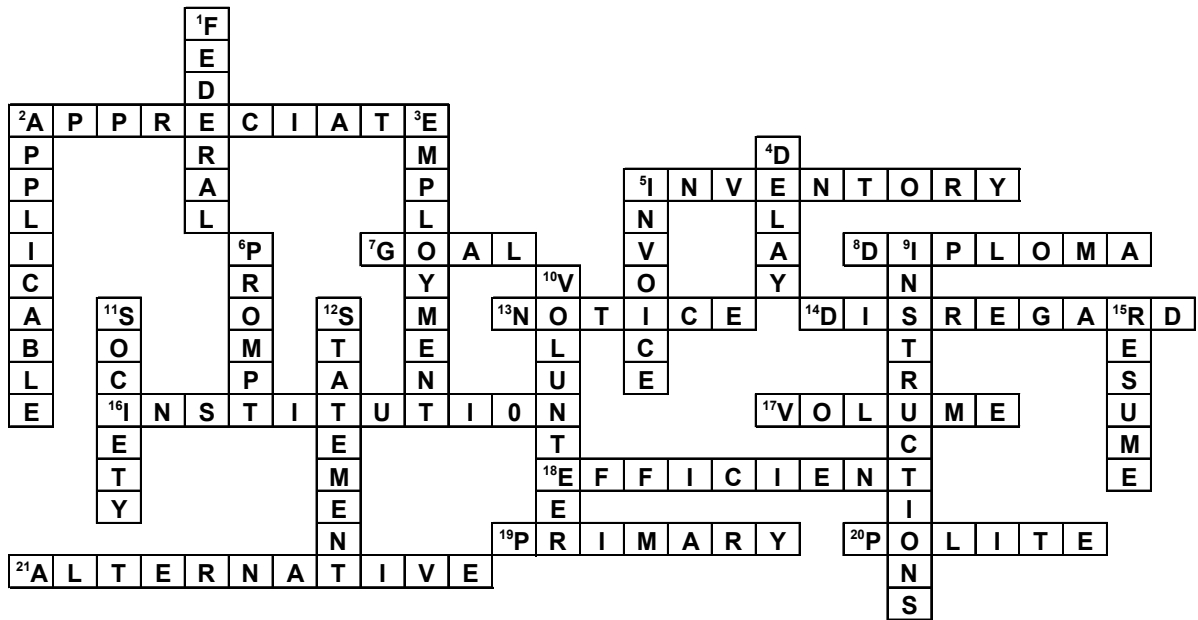 1F
E
D
2A P P R E C I A T 3E
P R M 4D
P A P 5I N V E N T O R Y
L L L N L
I 6P 7G O A L V A 8D 9I P L O M A
C R Y 10V O Y N
A 11S O 12S M 13N O T I C E 14D I S R E G A 15R D
B O M T E L C T E
L C P A N U E R S
E 16I N S T I T U T I 0 N 17V O L U M E U
E E T C M
T M 18E F F I C I E N T E
Y E E I
N 19P R I M A R Y 20P O L I T E
21A L T E R N A T I V E N
S